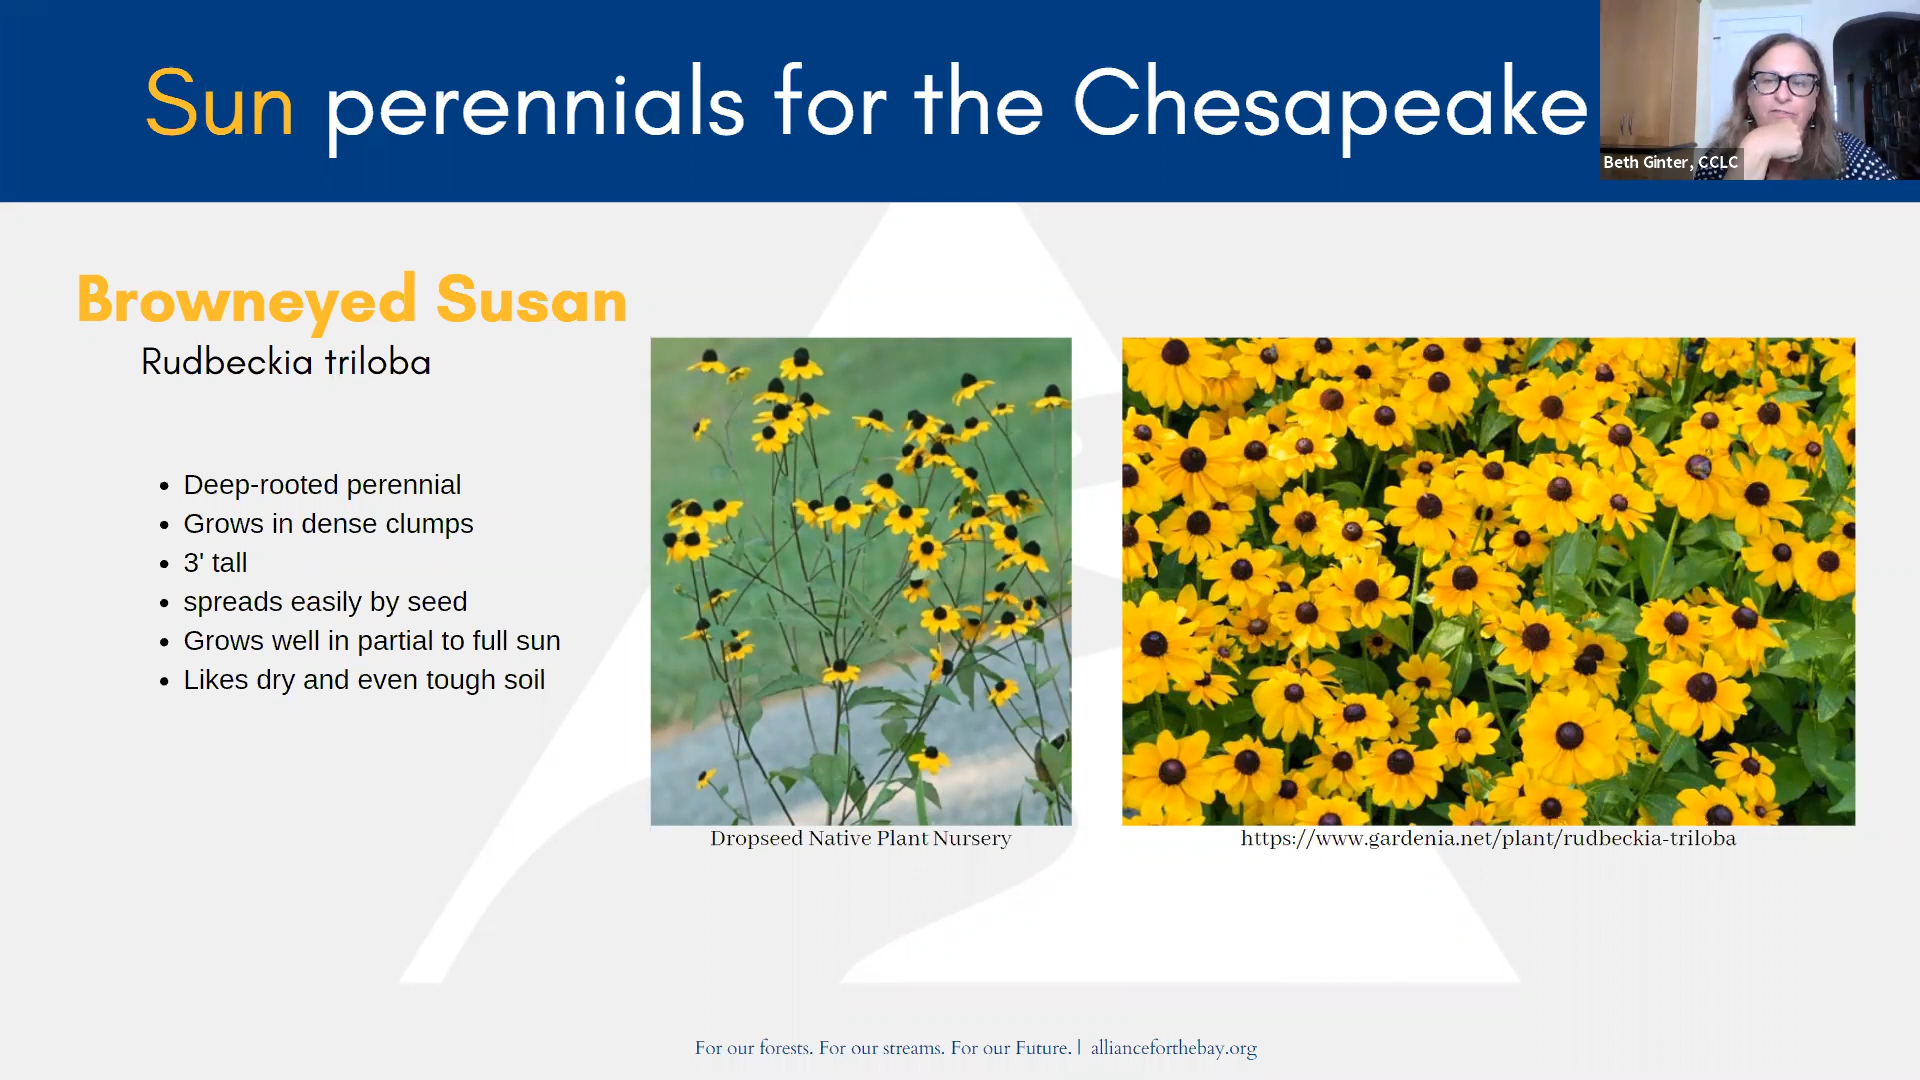 Sun perennials for the Chesapeake
Beth Ginter, CCLC
Browneyed Susan
Rudbeckia triloba
• Deep-rooted perennial
• Grows in dense clumps
• 3' tall
• spreads easily by seed
• Grows well in partial to full sun
• Likes dry and even tough soil
Dropseed Native Plant Nursery
https://www.gardenia.net/plant/rudbeckia-triloba
For our forests. For our streams. For our Future. | allianceforthebay.org